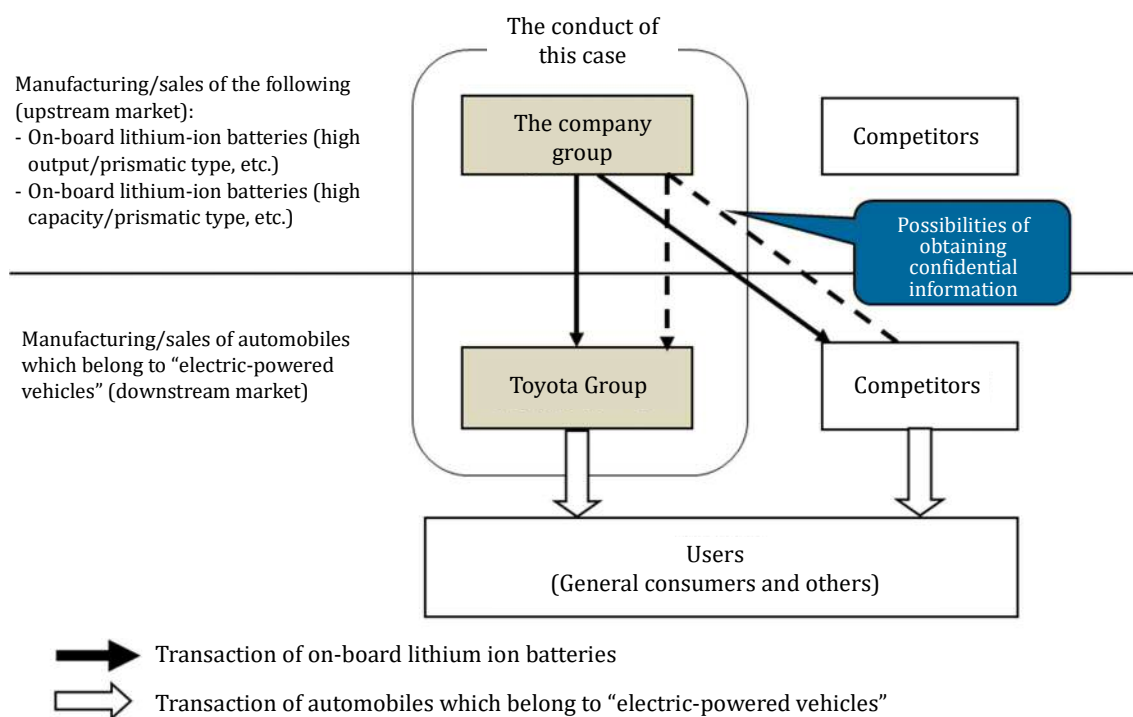 The conduct of
this case
Manufacturing/sales of the following
(upstream market):
- On-board lithium-ion batteries (high
output/prismatic type, etc.)
- On-board lithium-ion batteries (high
capacity/prismatic type, etc.)
The company
group
Competitors
Possibilities of
obtaining
confidential
information
Manufacturing/sales of automobiles
which belong to “electric-powered
vehicles” (downstream market)
Toyota Group
Competitors
Users
(General consumers and others)
Transaction of on-board lithium ion batteries
Transaction of automobiles which belong to “electric-powered vehicles”